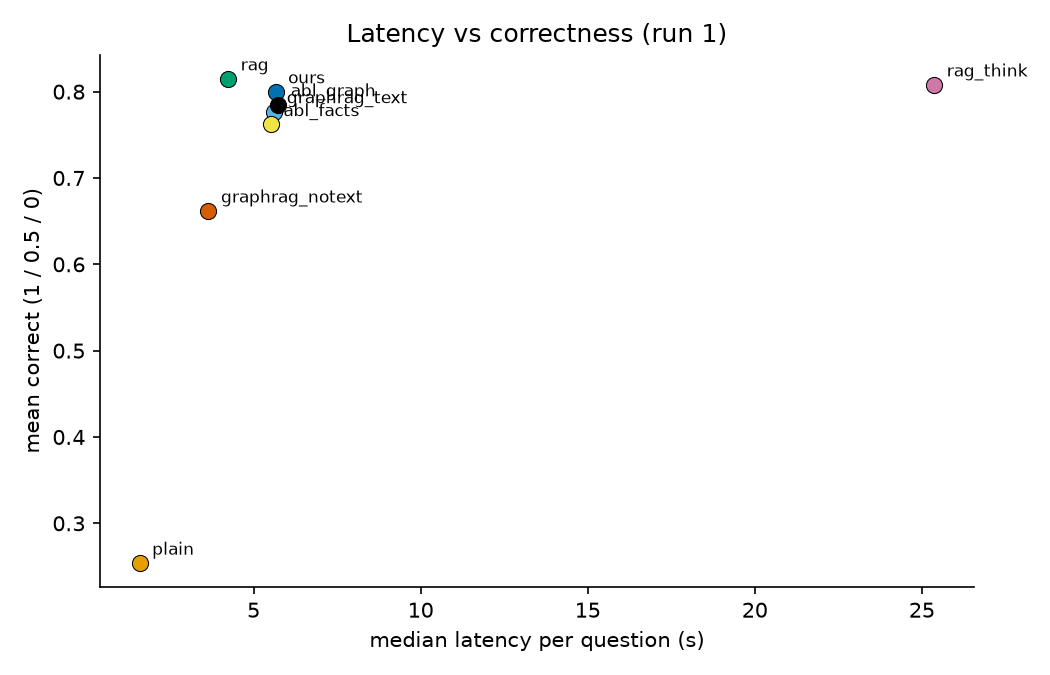 Latency vs correctness (run 1)
rag
rag_think
ours
abl_graph
graphrag_text
abl_facts
graphrag_notext
plain
mean correct (1 / 0.5 / 0)
0.8
0.7
0.6
0.5
0.4
0.3
5
10
15
20
25
median latency per question (s)